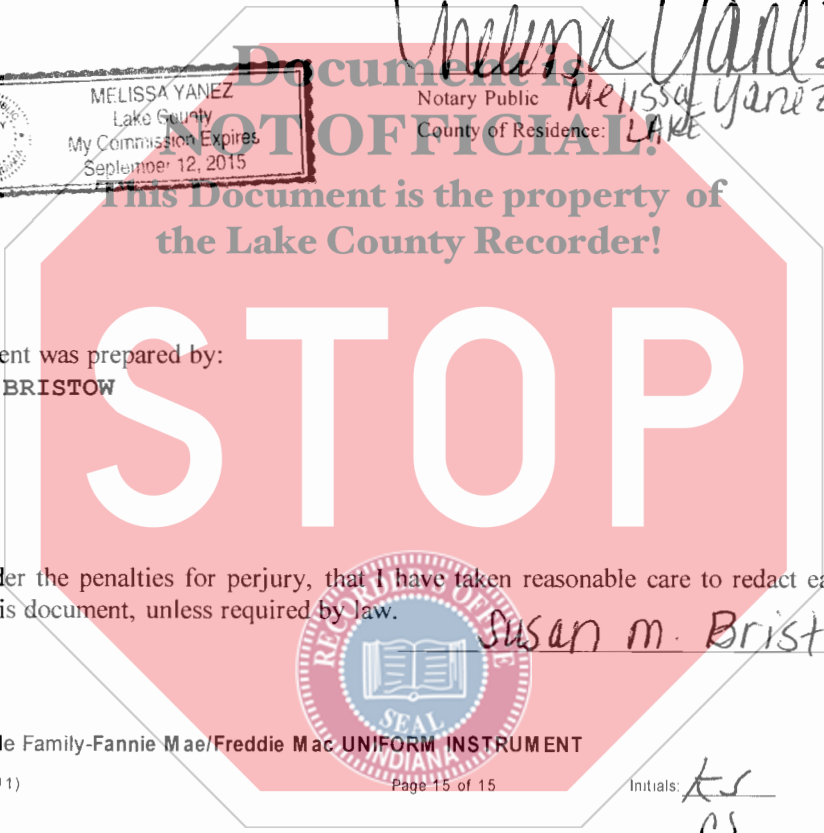 Melissa Yanez
Document is
NOT OFFICIAL!
This Document is the property of
the Lake County Recorder!
MELISSA YANEZ
Lake County
My Commission Expires
September 12, 2015
Notary Public Melissa Yanez
County of Residence: LAKE
STOP
ent was prepared by:
BRISTOW
der the penalties for perjury, that I have taken reasonable care to redact ea
is document, unless required by law.
Susan M. Brist
RECORDER'S OFFICE
SEAL
INDIANA
le Family-Fannie Mae/Freddie Mac UNIFORM INSTRUMENT
1)
Page 15 of 15
Initials: KS